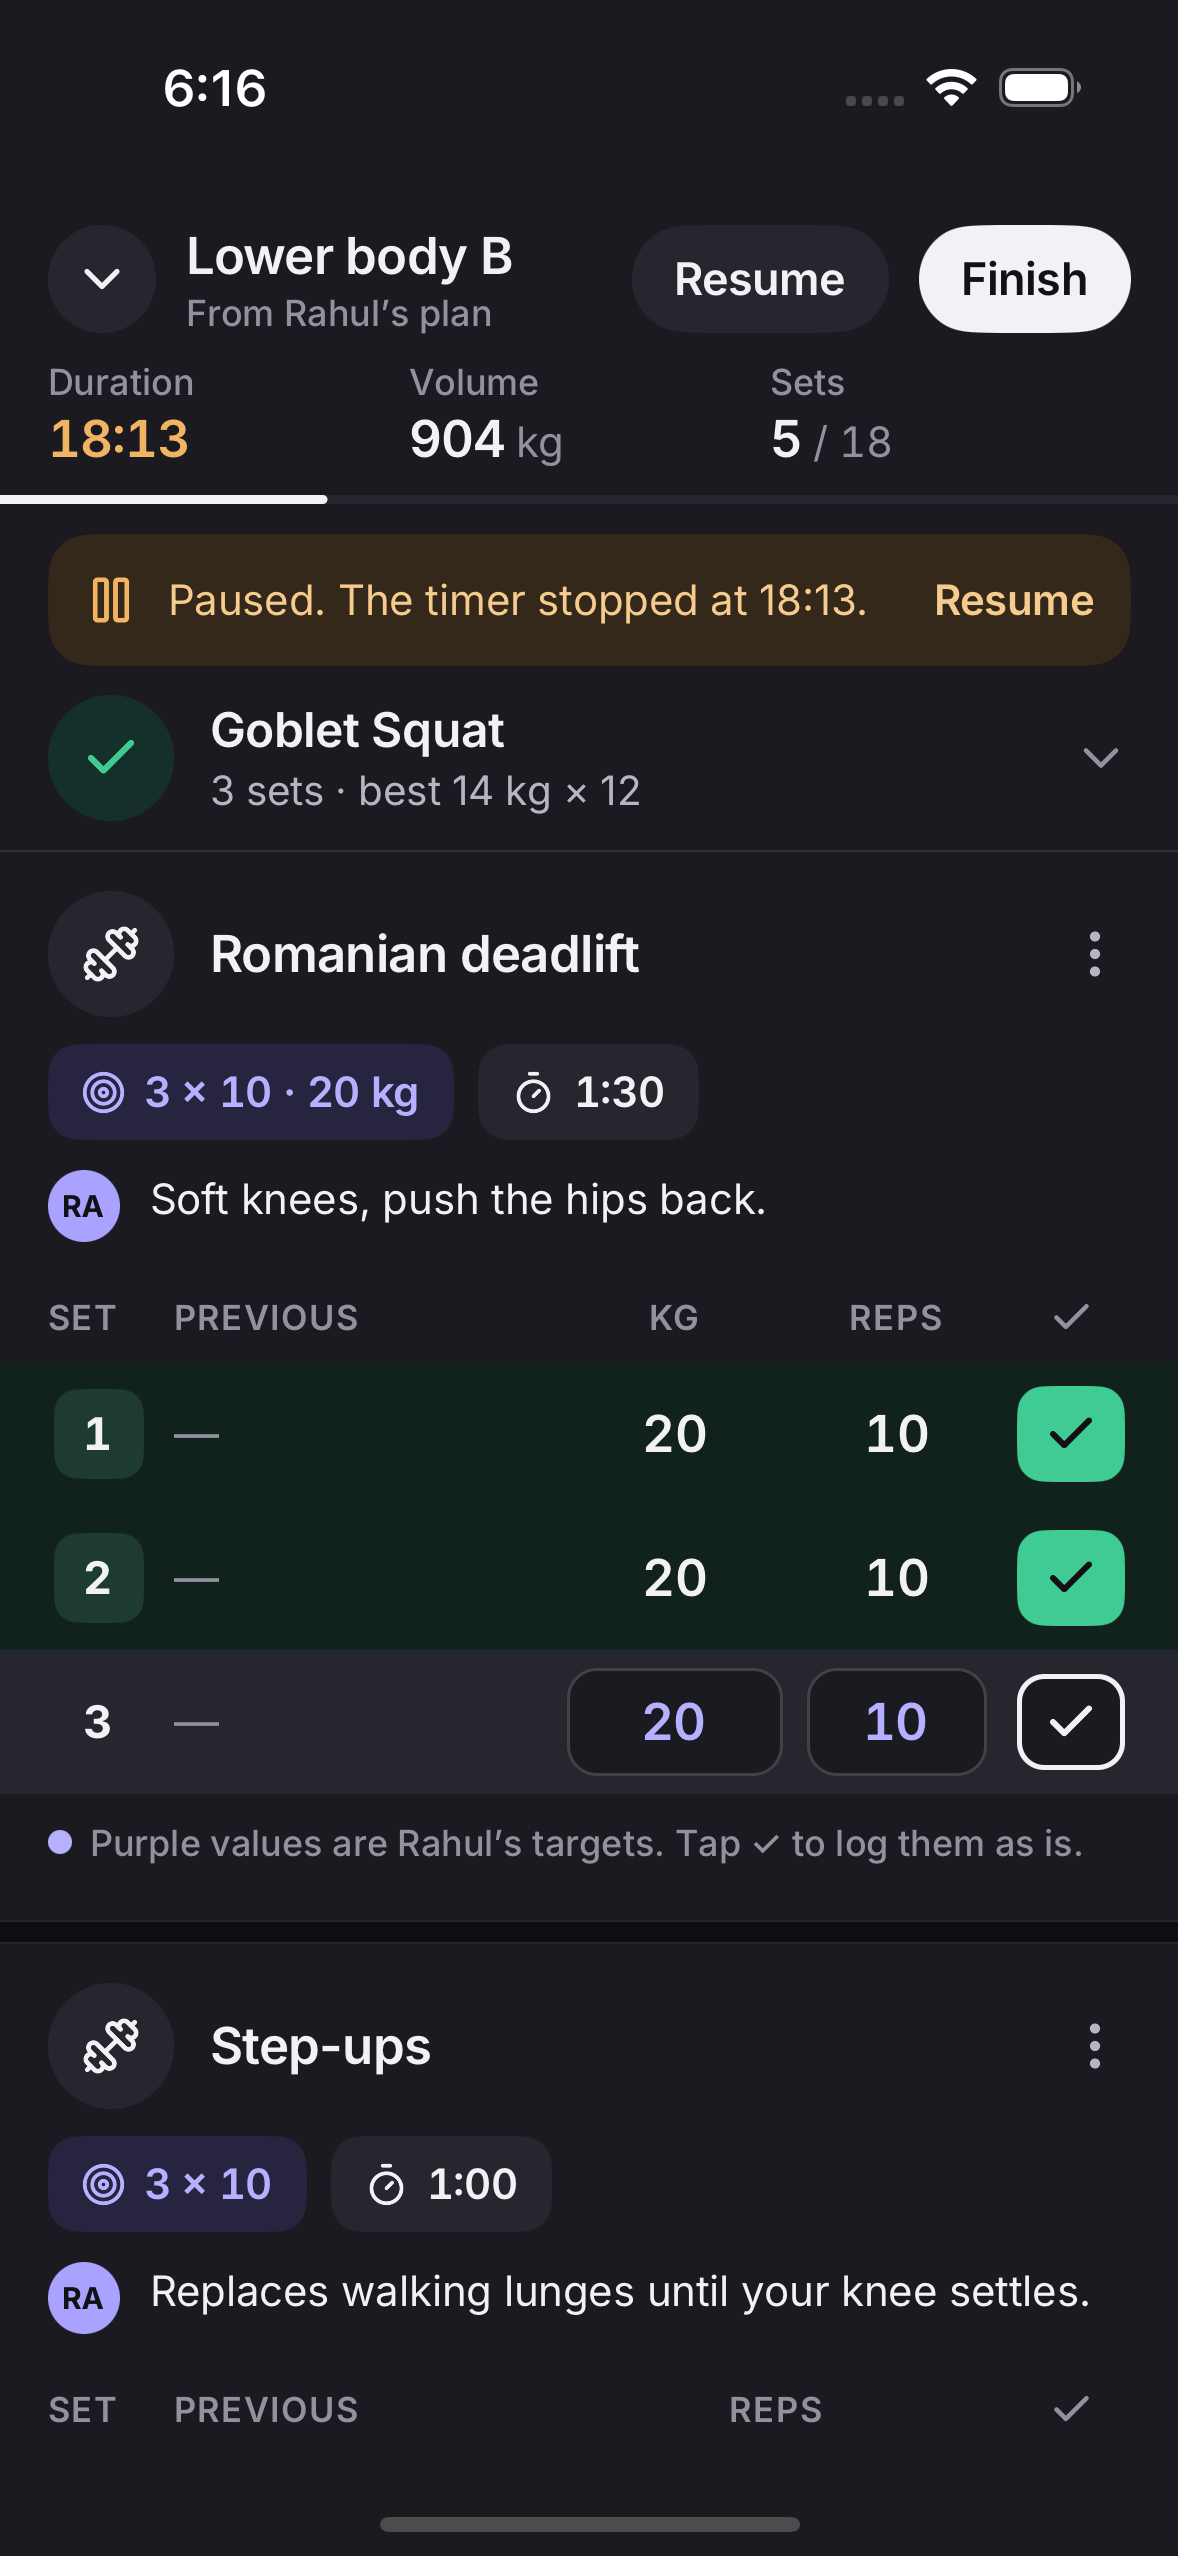 6:16
Lower body B
From Rahul’s plan
Resume
Finish
Duration
Volume
Sets
18:13
904 kg
5 / 18
Paused. The timer stopped at 18:13.
Resume
Goblet Squat
3 sets · best 14 kg × 12
Romanian deadlift
3 × 10 · 20 kg
1:30
RA
Soft knees, push the hips back.
SET PREVIOUS KG REPS ✓
1 — 20 10 ✓
2 — 20 10 ✓
3 — 20 10 ✓
Purple values are Rahul’s targets. Tap ✓ to log them as is.
Step-ups
3 × 10
1:00
RA
Replaces walking lunges until your knee settles.
SET PREVIOUS REPS ✓